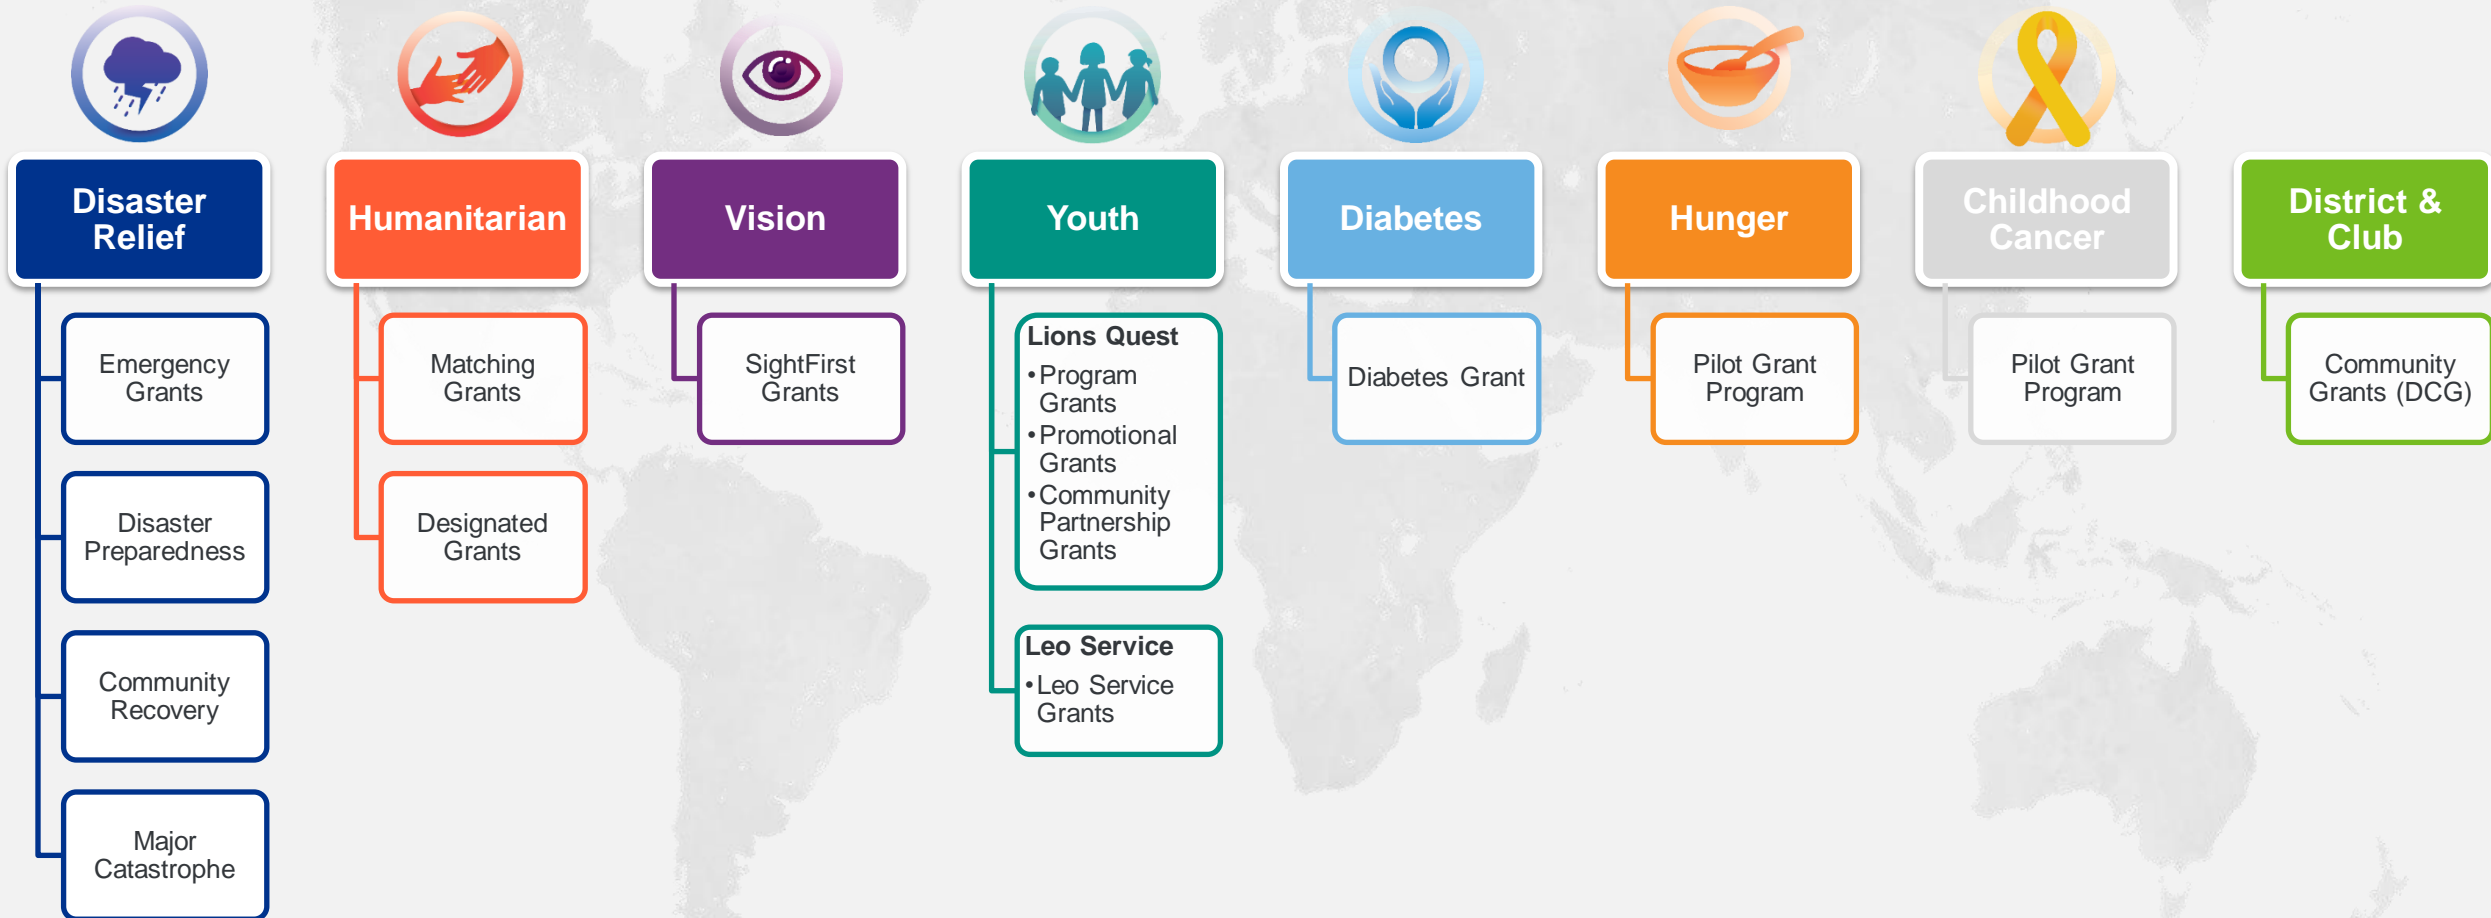 Disaster
Relief
Emergency
Grants
Disaster
Preparedness
Community
Recovery
Major
Catastrophe
Humanitarian
Matching
Grants
Designated
Grants
Vision
SightFirst
Grants
Youth
Lions Quest
•Program
Grants
•Promotional
Grants
•Community
Partnership
Grants
Leo Service
•Leo Service
Grants
Diabetes
Diabetes Grant
Hunger
Pilot Grant
Program
Childhood
Cancer
Pilot Grant
Program
District &
Club
Community
Grants (DCG)